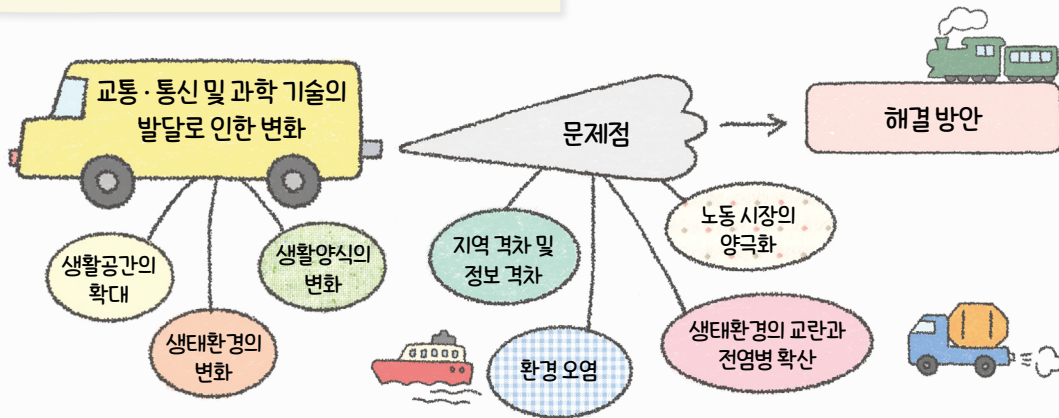 교통·통신 및 과학 기술의
발달로 인한 변화
생활공간의
확대
생태환경의
변화
생활양식의
변화
문제점
지역 격차 및
정보 격차
환경 오염
생태환경의 교란과
전염병 확산
노동 시장의
양극화
해결 방안